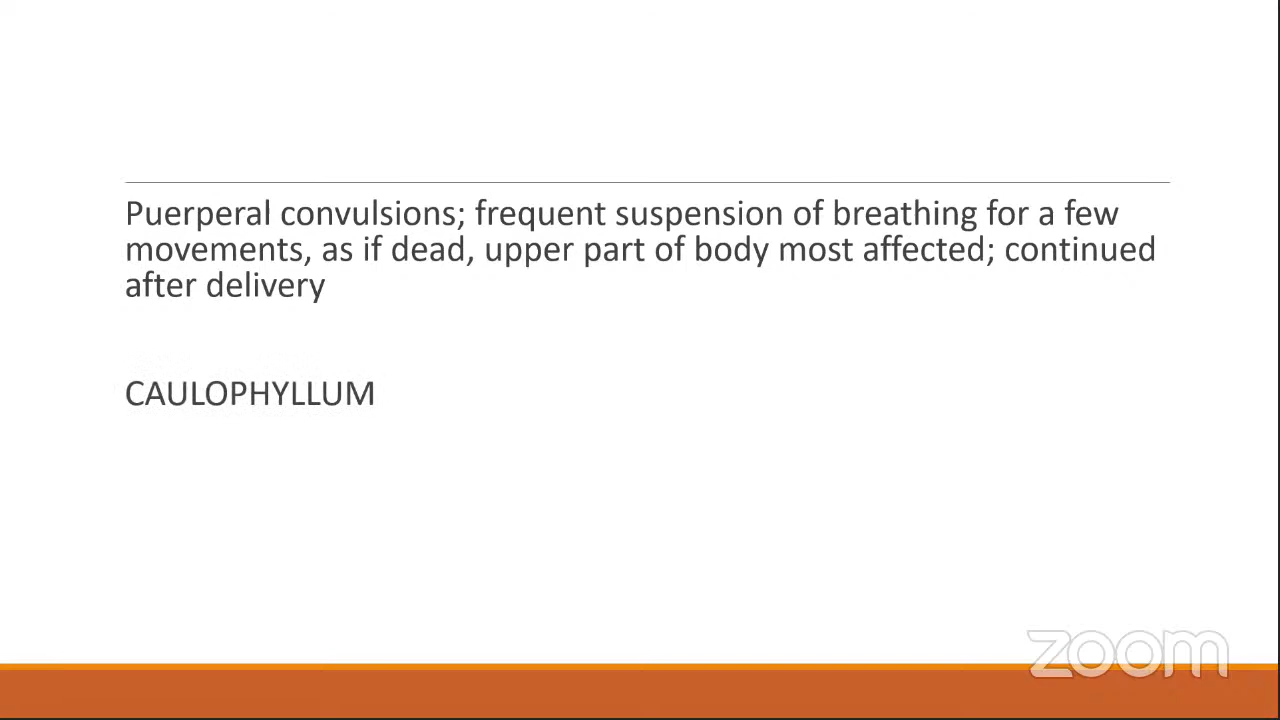 Puerperal convulsions; frequent suspension of breathing for a few
movements, as if dead, upper part of body most affected; continued
after delivery
CAULOPHYLLUM
zoom